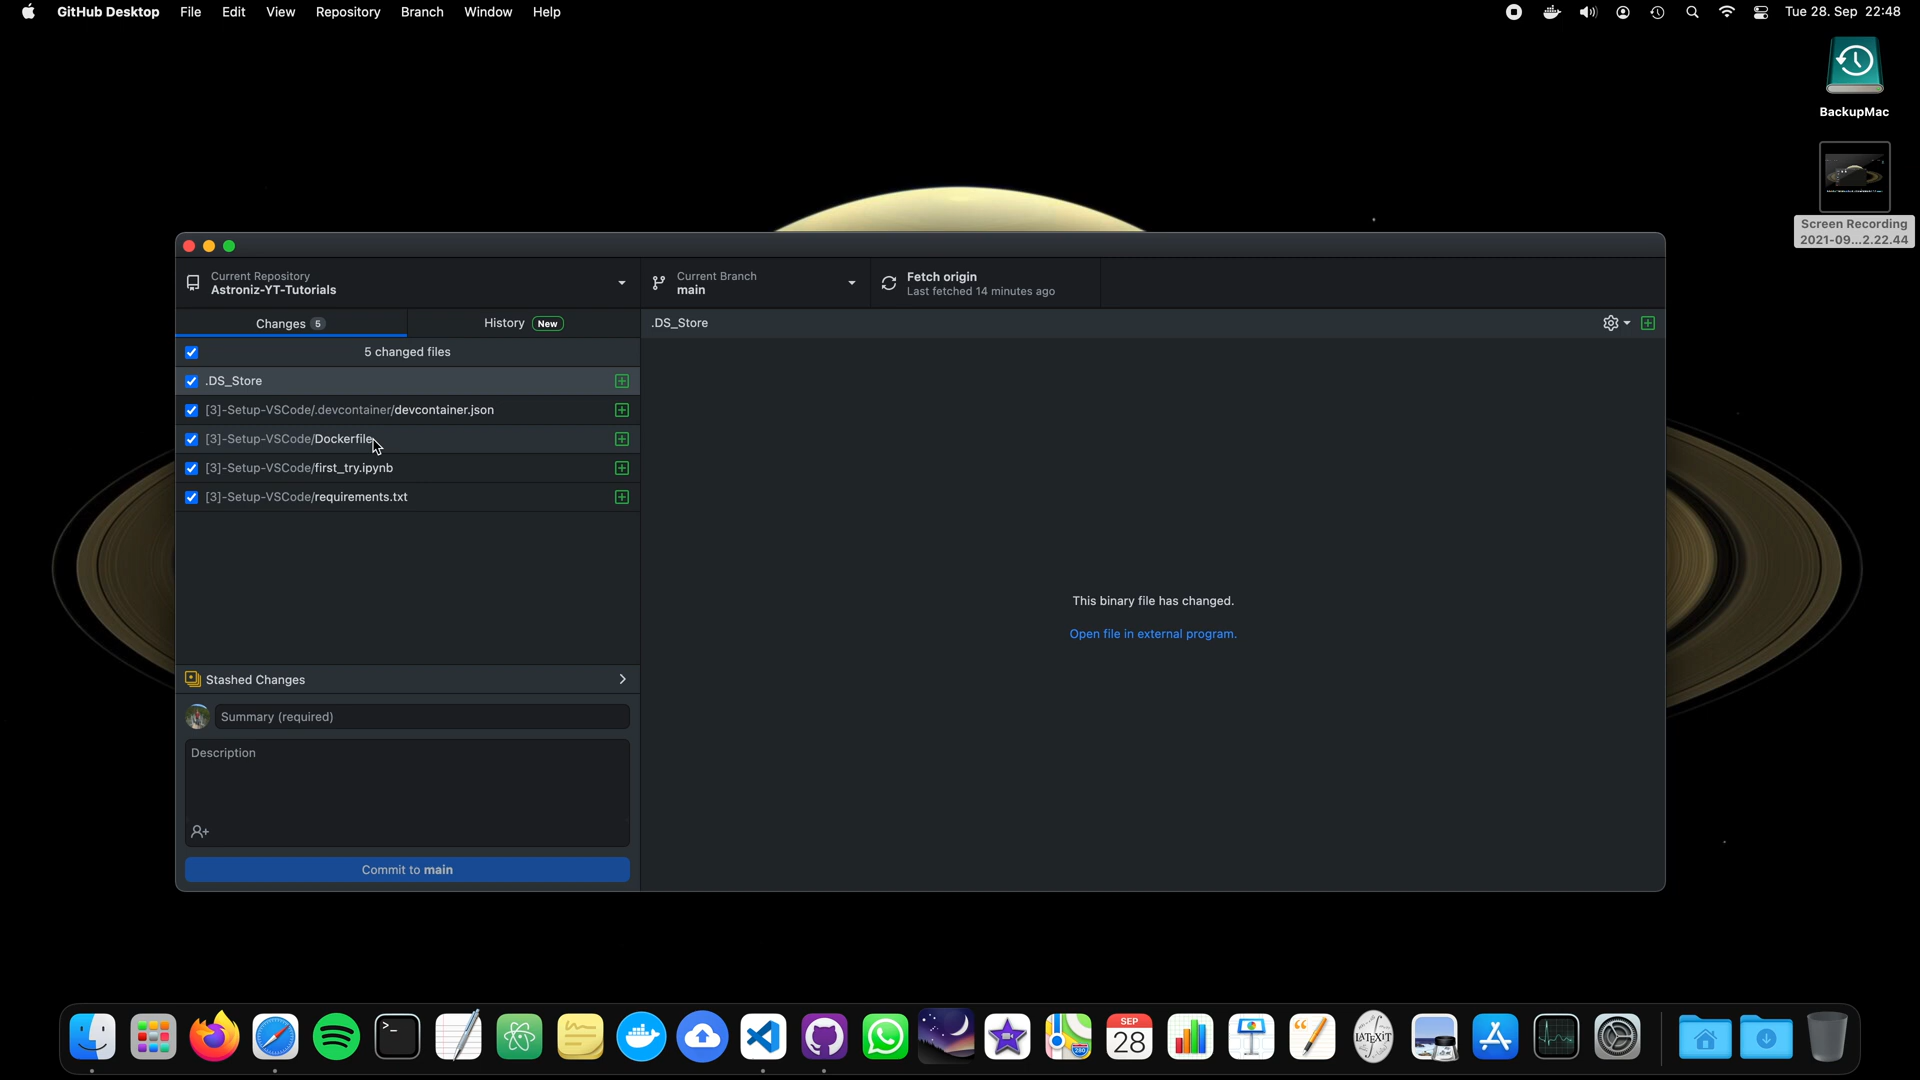 GitHub Desktop File Edit View Repository Branch Window Help
Tue 28. Sep 22:48
BackupMac
Screen Recording
2021-09...2.22.44
Current Repository
Astroniz-YT-Tutorials
Current Branch
main
Fetch origin
Last fetched 14 minutes ago
Changes 5
History New
.DS_Store
5 changed files
.DS_Store
[3]-Setup-VSCode/.devcontainer/devcontainer.json
[3]-Setup-VSCode/Dockerfile
[3]-Setup-VSCode/first_try.ipynb
[3]-Setup-VSCode/requirements.txt
This binary file has changed.
Open file in external program.
Stashed Changes
Summary (required)
Description
Commit to main
SEP
28
LATEXIT